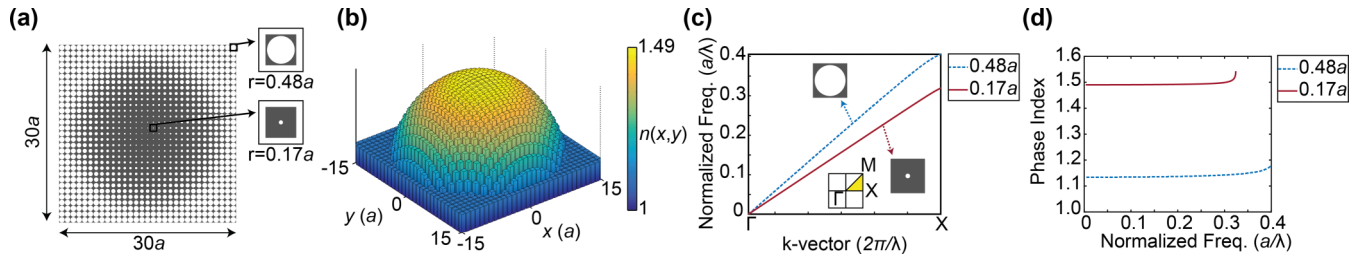 (a)
30a
30a
r=0.48a
r=0.17a
(b)
1.49
n(x,y)
1
-15
y (a)
0
15
-15
0
x (a)
15
(c)
Normalized Freq. (a/λ)
0.4
0.3
0.2
0.1
0
Γ
X
k-vector (2π/λ)
M
X
Γ
0.48a
0.17a
(d)
Phase Index
1.6
1.5
1.4
1.3
1.2
1.1
1.0
0
0.1
0.2
0.3
0.4
Normalized Freq. (a/λ)
0.48a
0.17a